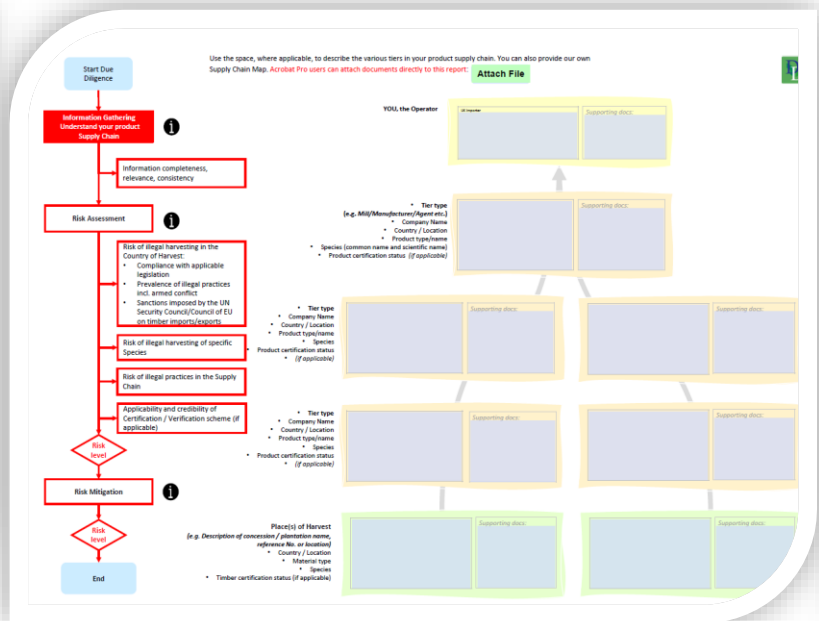 Start Due
Diligence
Use the space, where applicable, to describe the various tiers in your product supply chain. You can also provide our own
Supply Chain Map. Acrobat Pro users can attach documents directly to this report:
Attach File
Information Gathering
Understand your product
Supply Chain
i
Information completeness,
relevance, consistency
Risk Assessment
i
Risk of illegal harvesting in the
Country of Harvest:
• Compliance with applicable
legislation
• Prevalence of illegal practices
incl. armed conflict
• Sanctions imposed by the UN
Security Council/Council of EU
on timber imports/exports
Risk of illegal harvesting of specific
Species
Risk of illegal practices in the Supply
Chain
Applicability and credibility of
Certification / Verification scheme (if
applicable)
Risk
level
Risk Mitigation
i
Risk
level
End
YOU, the Operator
Supporting docs:
• Tier type
(e.g. Mill/Manufacturer/Agent etc.)
• Company Name
• Country / Location
• Product type/name
• Species (common name and scientific name)
• Product certification status (if applicable)
Supporting docs:
• Tier type
• Company Name
• Country / Location
• Product type/name
• Species
• Product certification status
• (if applicable)
Supporting docs:
Supporting docs:
• Tier type
• Company Name
• Country / Location
• Product type/name
• Species
• Product certification status
• (if applicable)
Supporting docs:
Supporting docs:
Place(s) of Harvest
(e.g. Description of concession / plantation name,
reference No. or location)
• Country / Location
• Material type
• Species
• Timber certification status (if applicable)
Supporting docs:
Supporting docs: